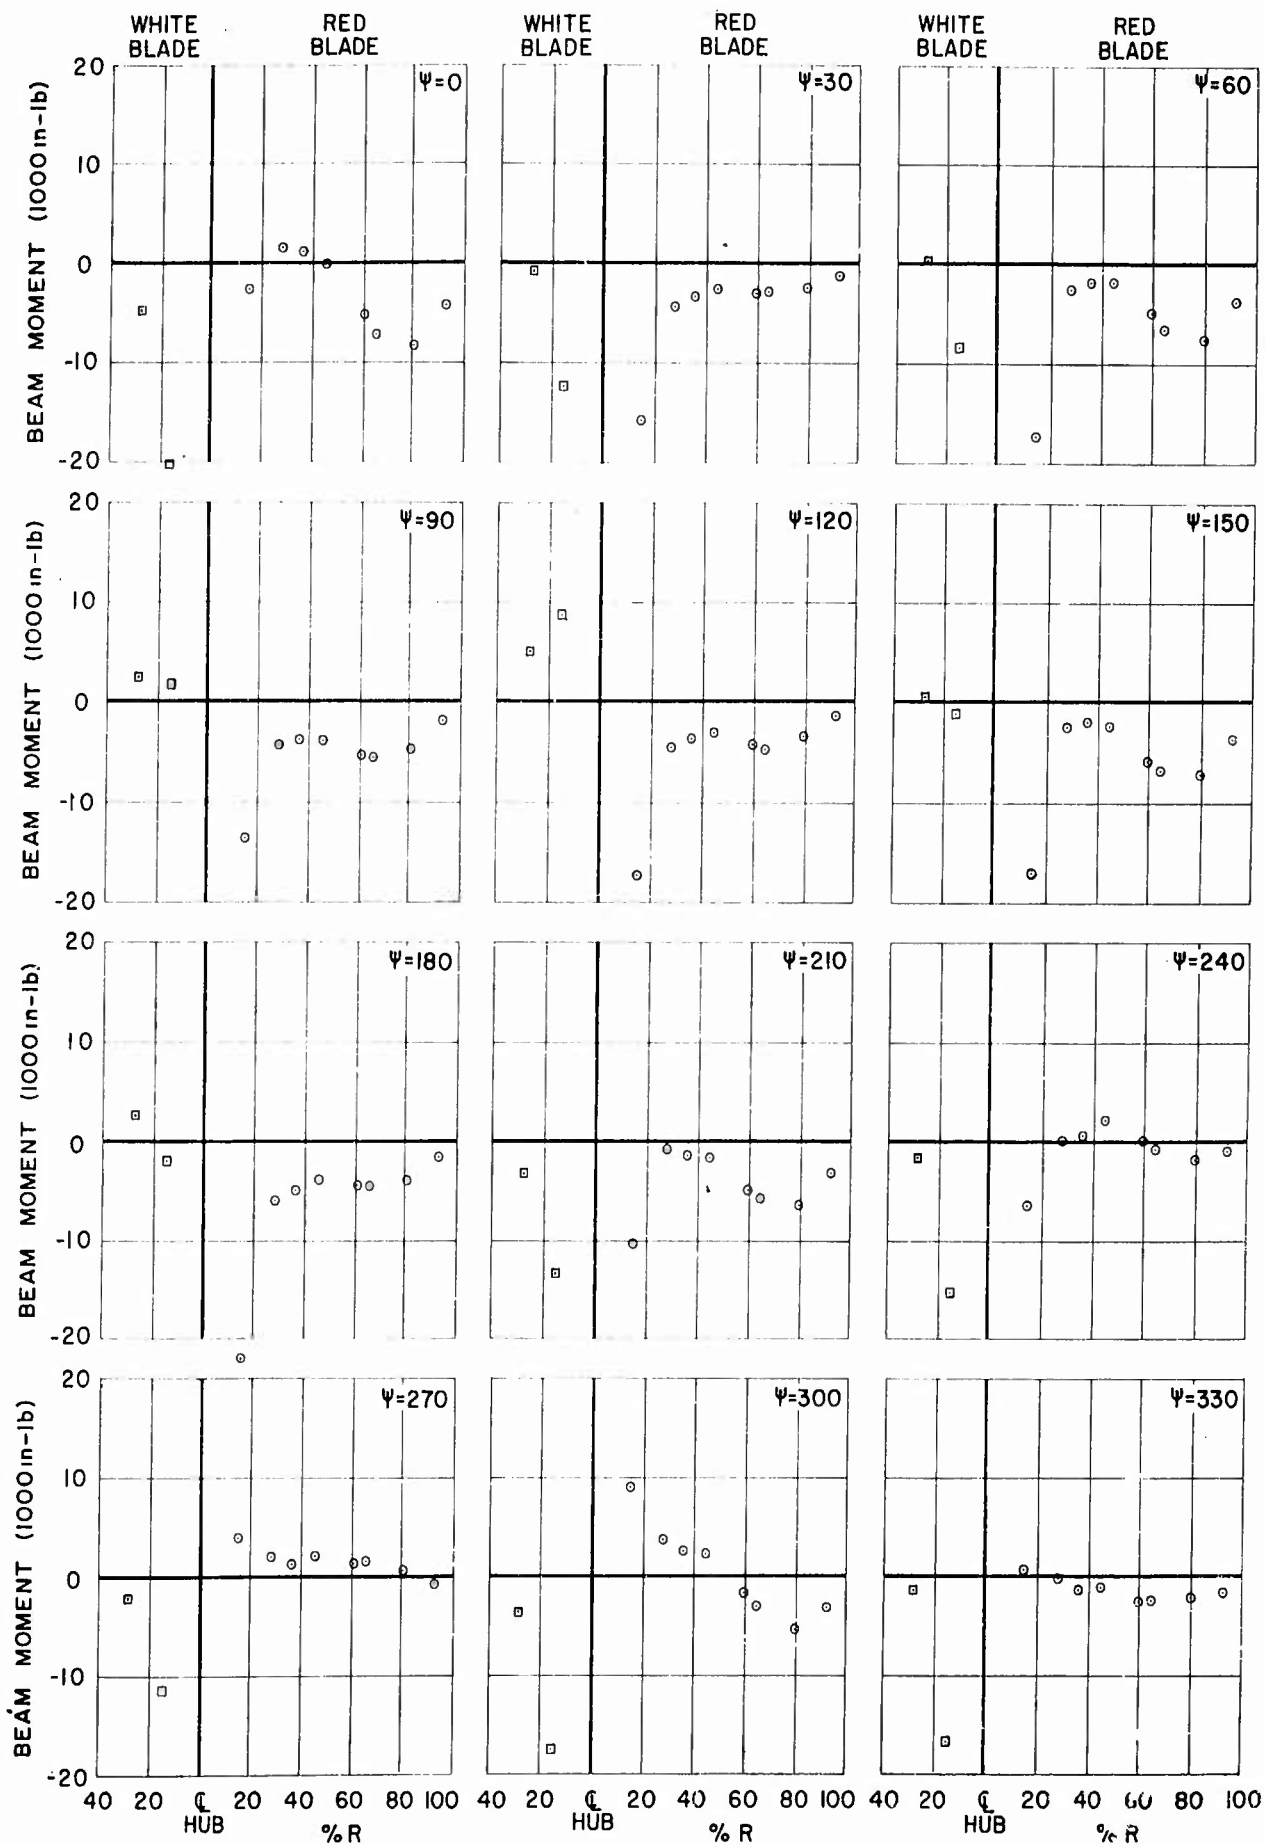 WHITE BLADE RED BLADE WHITE BLADE RED BLADE WHITE BLADE RED BLADE
BEAM MOMENT (1000 in-lb)
20
10
0
-10
-20
Ψ=0
Ψ=30
Ψ=60
BEAM MOMENT (1000 in-lb)
20
10
0
-10
-20
Ψ=90
Ψ=120
Ψ=150
BEAM MOMENT (1000 in-lb)
20
10
0
-10
-20
Ψ=180
Ψ=210
Ψ=240
BEAM MOMENT (1000 in-lb)
20
10
0
-10
-20
Ψ=270
Ψ=300
Ψ=330
40 20 ℄ 20 40 60 80 100 40 20 ℄ 20 40 60 80 100 40 20 ℄ 20 40 60 80 100
HUB % R HUB % R HUB % R